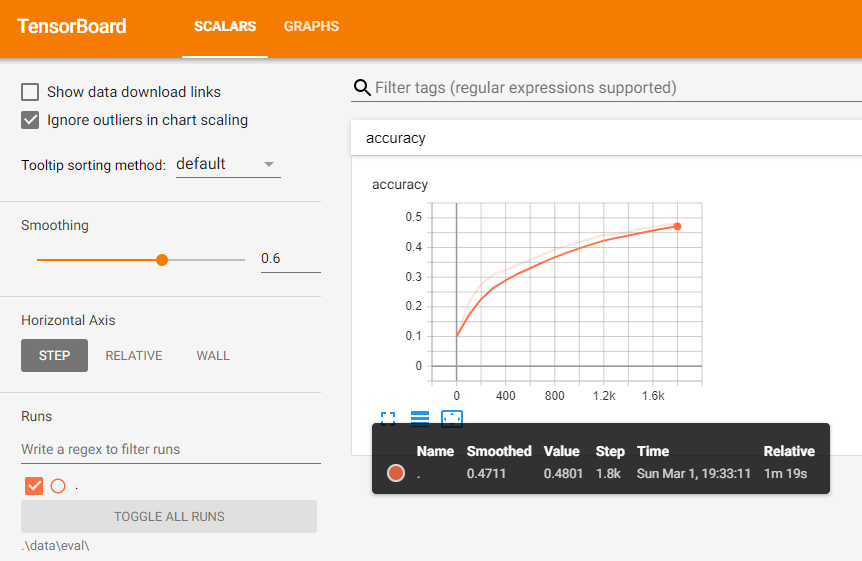 TensorBoard SCALARS GRAPHS
Show data download links
Ignore outliers in chart scaling
Tooltip sorting method: default
Smoothing
0.6
Horizontal Axis
STEP RELATIVE WALL
Runs
Write a regex to filter runs
.
TOGGLE ALL RUNS
.\data\eval\
Filter tags (regular expressions supported)
accuracy
accuracy
0.5
0.4
0.3
0.2
0.1
0
0 400 800 1.2k 1.6k
Name Smoothed Value Step Time Relative
. 0.4711 0.4801 1.8k Sun Mar 1, 19:33:11 1m 19s